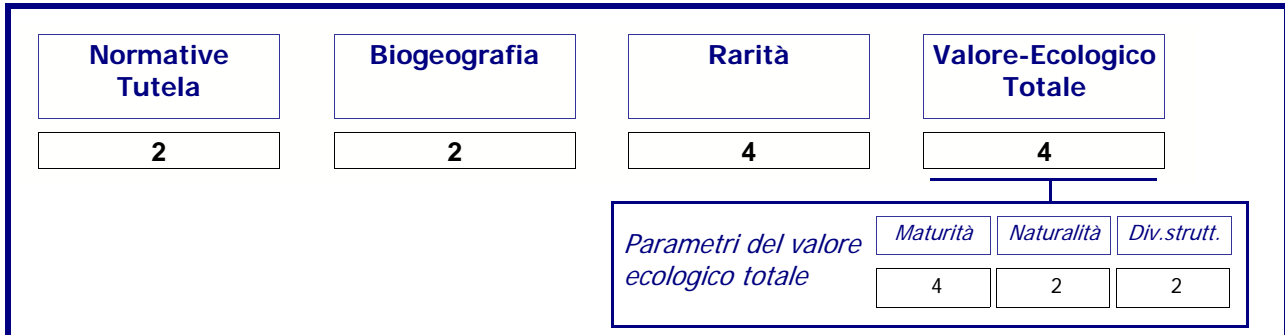 Normative
Tutela
Biogeografia
Rarità
Valore-Ecologico
Totale
2
2
4
4
Parametri del valore
ecologico totale
Maturità
Naturalità
Div.strutt.
4
2
2